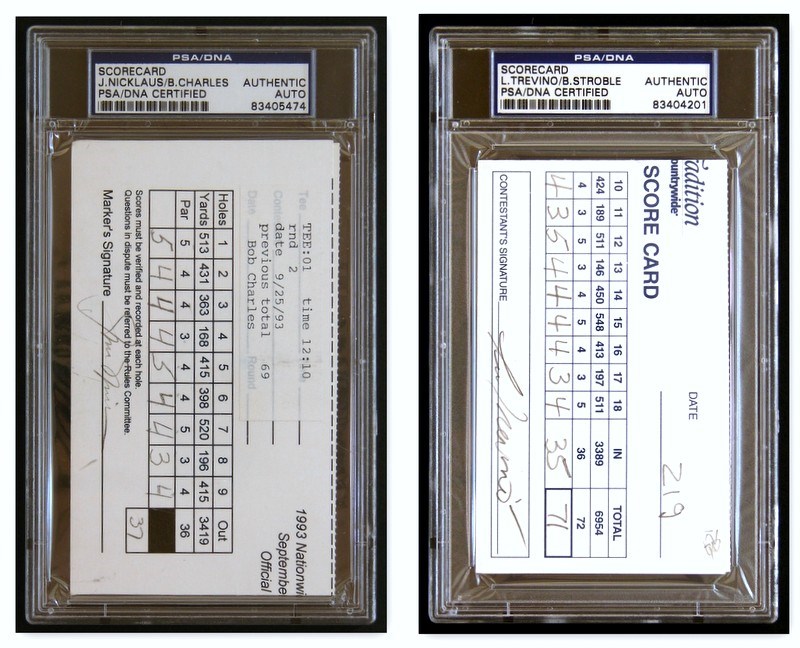 PSA/DNA
SCORECARD
J.NICKLAUS/B.CHARLES AUTHENTIC
PSA/DNA CERTIFIED AUTO
83405474
1993 Nationwi
Septembe
Official
Tee TEE:01 time 12:10
rnd 2
date 9/25/93
previous total 69
Bob Charles
Date Round
Holes 1 2 3 4 5 6 7 8 9 Out
Yards 513 431 363 168 415 398 520 196 415 3419
Par 5 4 4 3 4 4 5 3 4 36
5 4 4 4 5 4 4 3 4
37
Scores must be verified and recorded at each hole.
Questions in dispute must be referred to the Rules Committee.
Marker's Signature
PSA/DNA
SCORECARD
L.TREVINO/B.STROBLE AUTHENTIC
PSA/DNA CERTIFIED AUTO
83404201
adition
ountrywide
SCORE CARD
DATE
219
10 11 12 13 14 15 16 17 18 IN TOTAL
424 189 511 146 450 548 413 197 511 3389 6954
4 3 5 3 4 5 4 3 5 36 72
4 3 5 4 4 4 4 3 4 35 71
CONTESTANT'S SIGNATURE